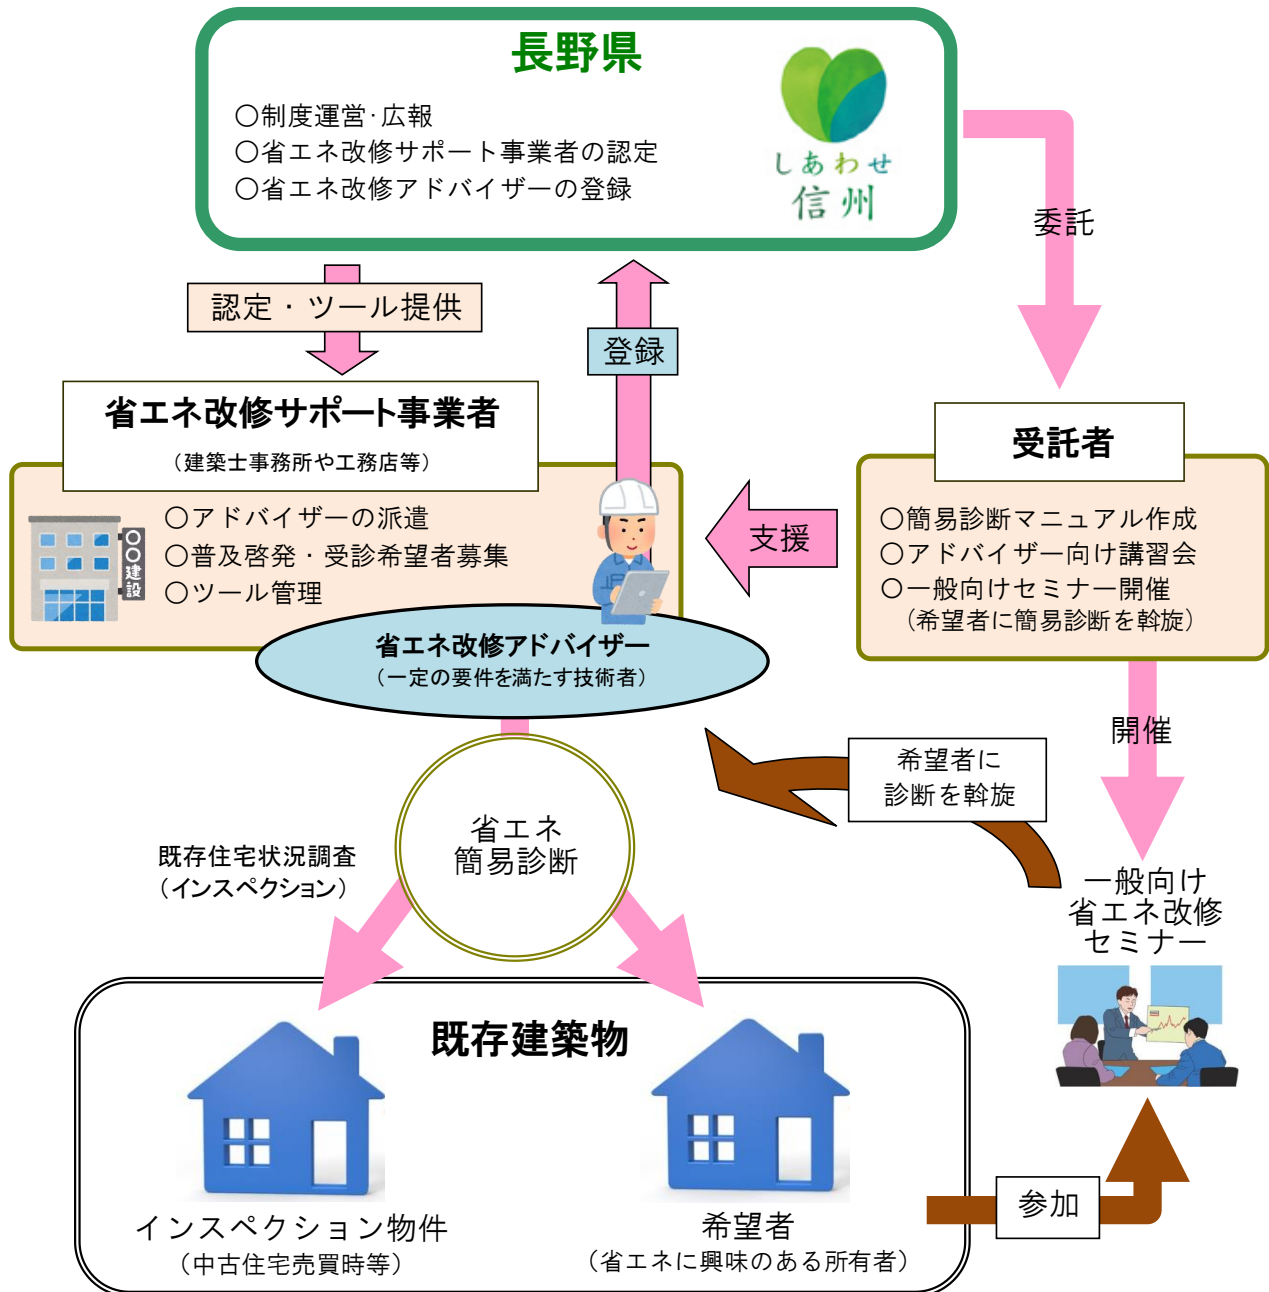 長野県
○制度運営･広報
○省エネ改修サポート事業者の認定
○省エネ改修アドバイザーの登録
しあわせ
信州
委託
認定・ツール提供
登録
省エネ改修サポート事業者
（建築士事務所や工務店等）
○○建設
○アドバイザーの派遣
○普及啓発・受診希望者募集
○ツール管理
支援
受託者
○簡易診断マニュアル作成
○アドバイザー向け講習会
○一般向けセミナー開催
（希望者に簡易診断を斡旋）
省エネ改修アドバイザー
（一定の要件を満たす技術者）
開催
希望者に
診断を斡旋
省エネ
簡易診断
既存住宅状況調査
（インスペクション）
一般向け
省エネ改修
セミナー
既存建築物
インスペクション物件
（中古住宅売買時等）
希望者
（省エネに興味のある所有者）
参加